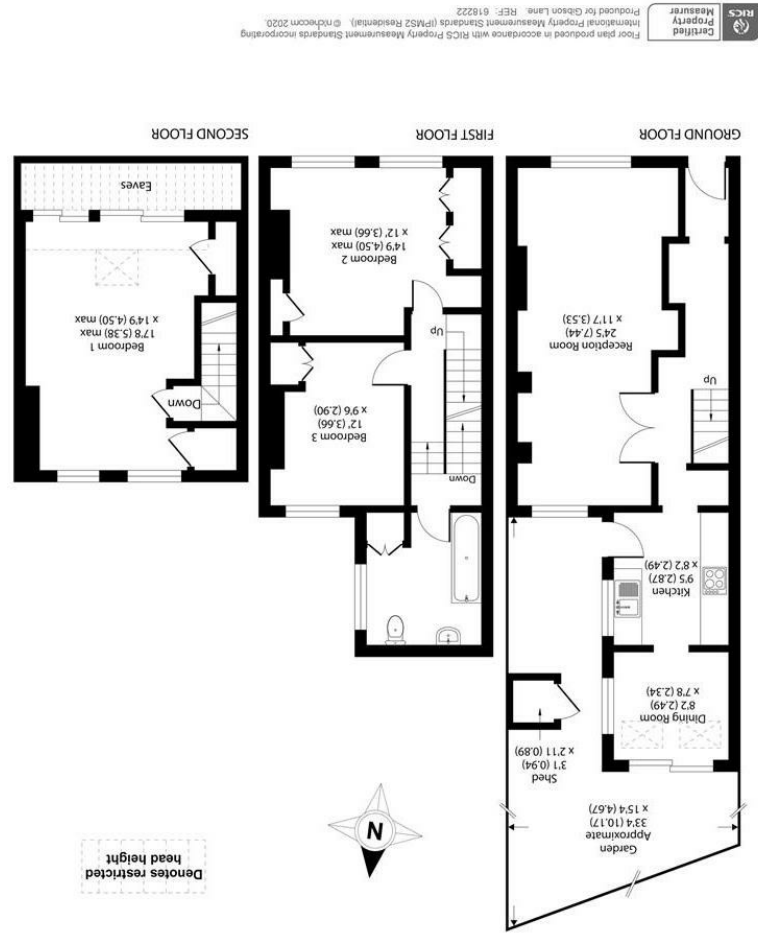 Denotes restricted
head height
Garden
Approximate
33'4 (10.17)
x 15'4 (4.67)
N
Shed
3'1 (0.94)
x 2'11 (0.89)
Dining Room
8'2 (2.49)
x 7'8 (2.34)
Kitchen
9'5 (2.87)
x 8'2 (2.49)
Up
Reception Room
24'5 (7.44)
x 11'7 (3.53)
GROUND FLOOR
Down
Bedroom 3
12' (3.66)
x 9'6 (2.90)
Up
Bedroom 2
14'9 (4.50) max
x 12' (3.66) max
FIRST FLOOR
Down
Bedroom 1
17'8 (5.38) max
x 14'9 (4.50) max
Eaves
SECOND FLOOR
RICS
Certified
Property
Measurer
Floor plan produced in accordance with RICS Property Measurement Standards incorporating
International Property Measurement Standards (IPMS2 Residential). ©nichecom 2020.
Produced for Gibson Lane. REF: 618222